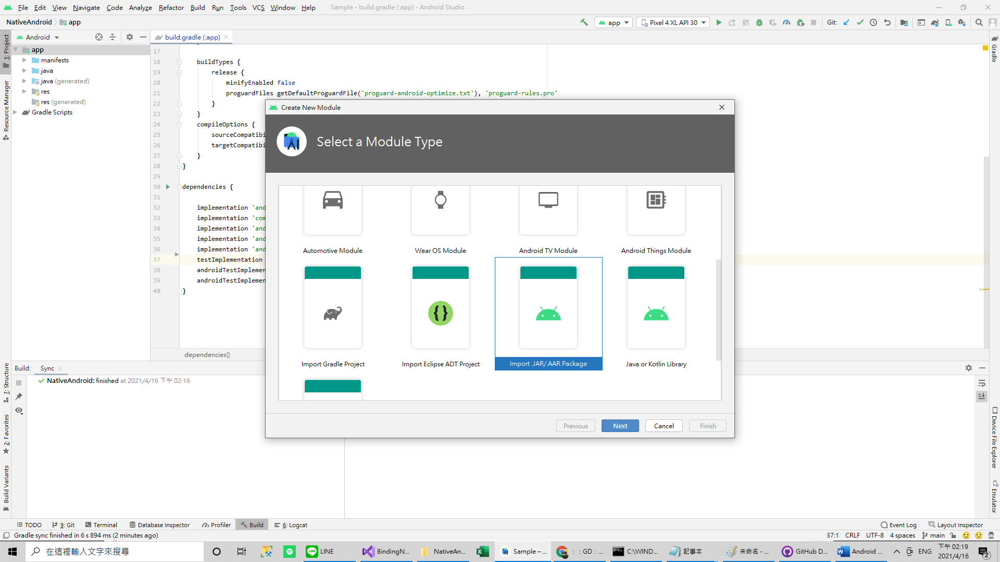 File Edit View Navigate Code Analyze Refactor Build Run Tools VCS Window Help Sample - build.gradle (:app) - Android Studio
NativeAndroid app
app Pixel 4 XL API 30 Git:
1: Project
Resource Manager
7: Structure
2: Favorites
Build Variants
Android
app
manifests
java
java (generated)
res
res (generated)
Gradle Scripts
build.gradle (:app)
17
18 buildTypes {
19 release {
20 minifyEnabled false
21 proguardFiles getDefaultProguardFile('proguard-android-optimize.txt'), 'proguard-rules.pro'
22 }
23 }
24 compileOptions {
25 sourceCompatibi
26 targetCompatibi
27 }
28 }
29
30 dependencies {
31
32 implementation 'and
33 implementation 'com
34 implementation 'and
35 implementation 'and
36 implementation 'and
37 testImplementation
38 androidTestImplemen
39 androidTestImplemen
40 }
dependencies{}
Create New Module
Select a Module Type
Automotive Module
Wear OS Module
Android TV Module
Android Things Module
Import Gradle Project
Import Eclipse ADT Project
Import .JAR/.AAR Package
Java or Kotlin Library
Previous Next Cancel Finish
Gradle
Device File Explorer
Emulator
Build: Sync
NativeAndroid: finished at 2021/4/16 下午 02:16
TODO 9: Git Terminal Database Inspector Profiler Build 6: Logcat Event Log Layout Inspector
Gradle sync finished in 6 s 894 ms (2 minutes ago) 37:1 CRLF UTF-8 4 spaces main
在這裡輸入文字來搜尋 LINE BindingN... NativeAn... Sample – ... ：：GD：... C:\WIND... 記事本 未命名 - ... GitHub D... Android ... ENG 下午 02:19
2021/4/16 2